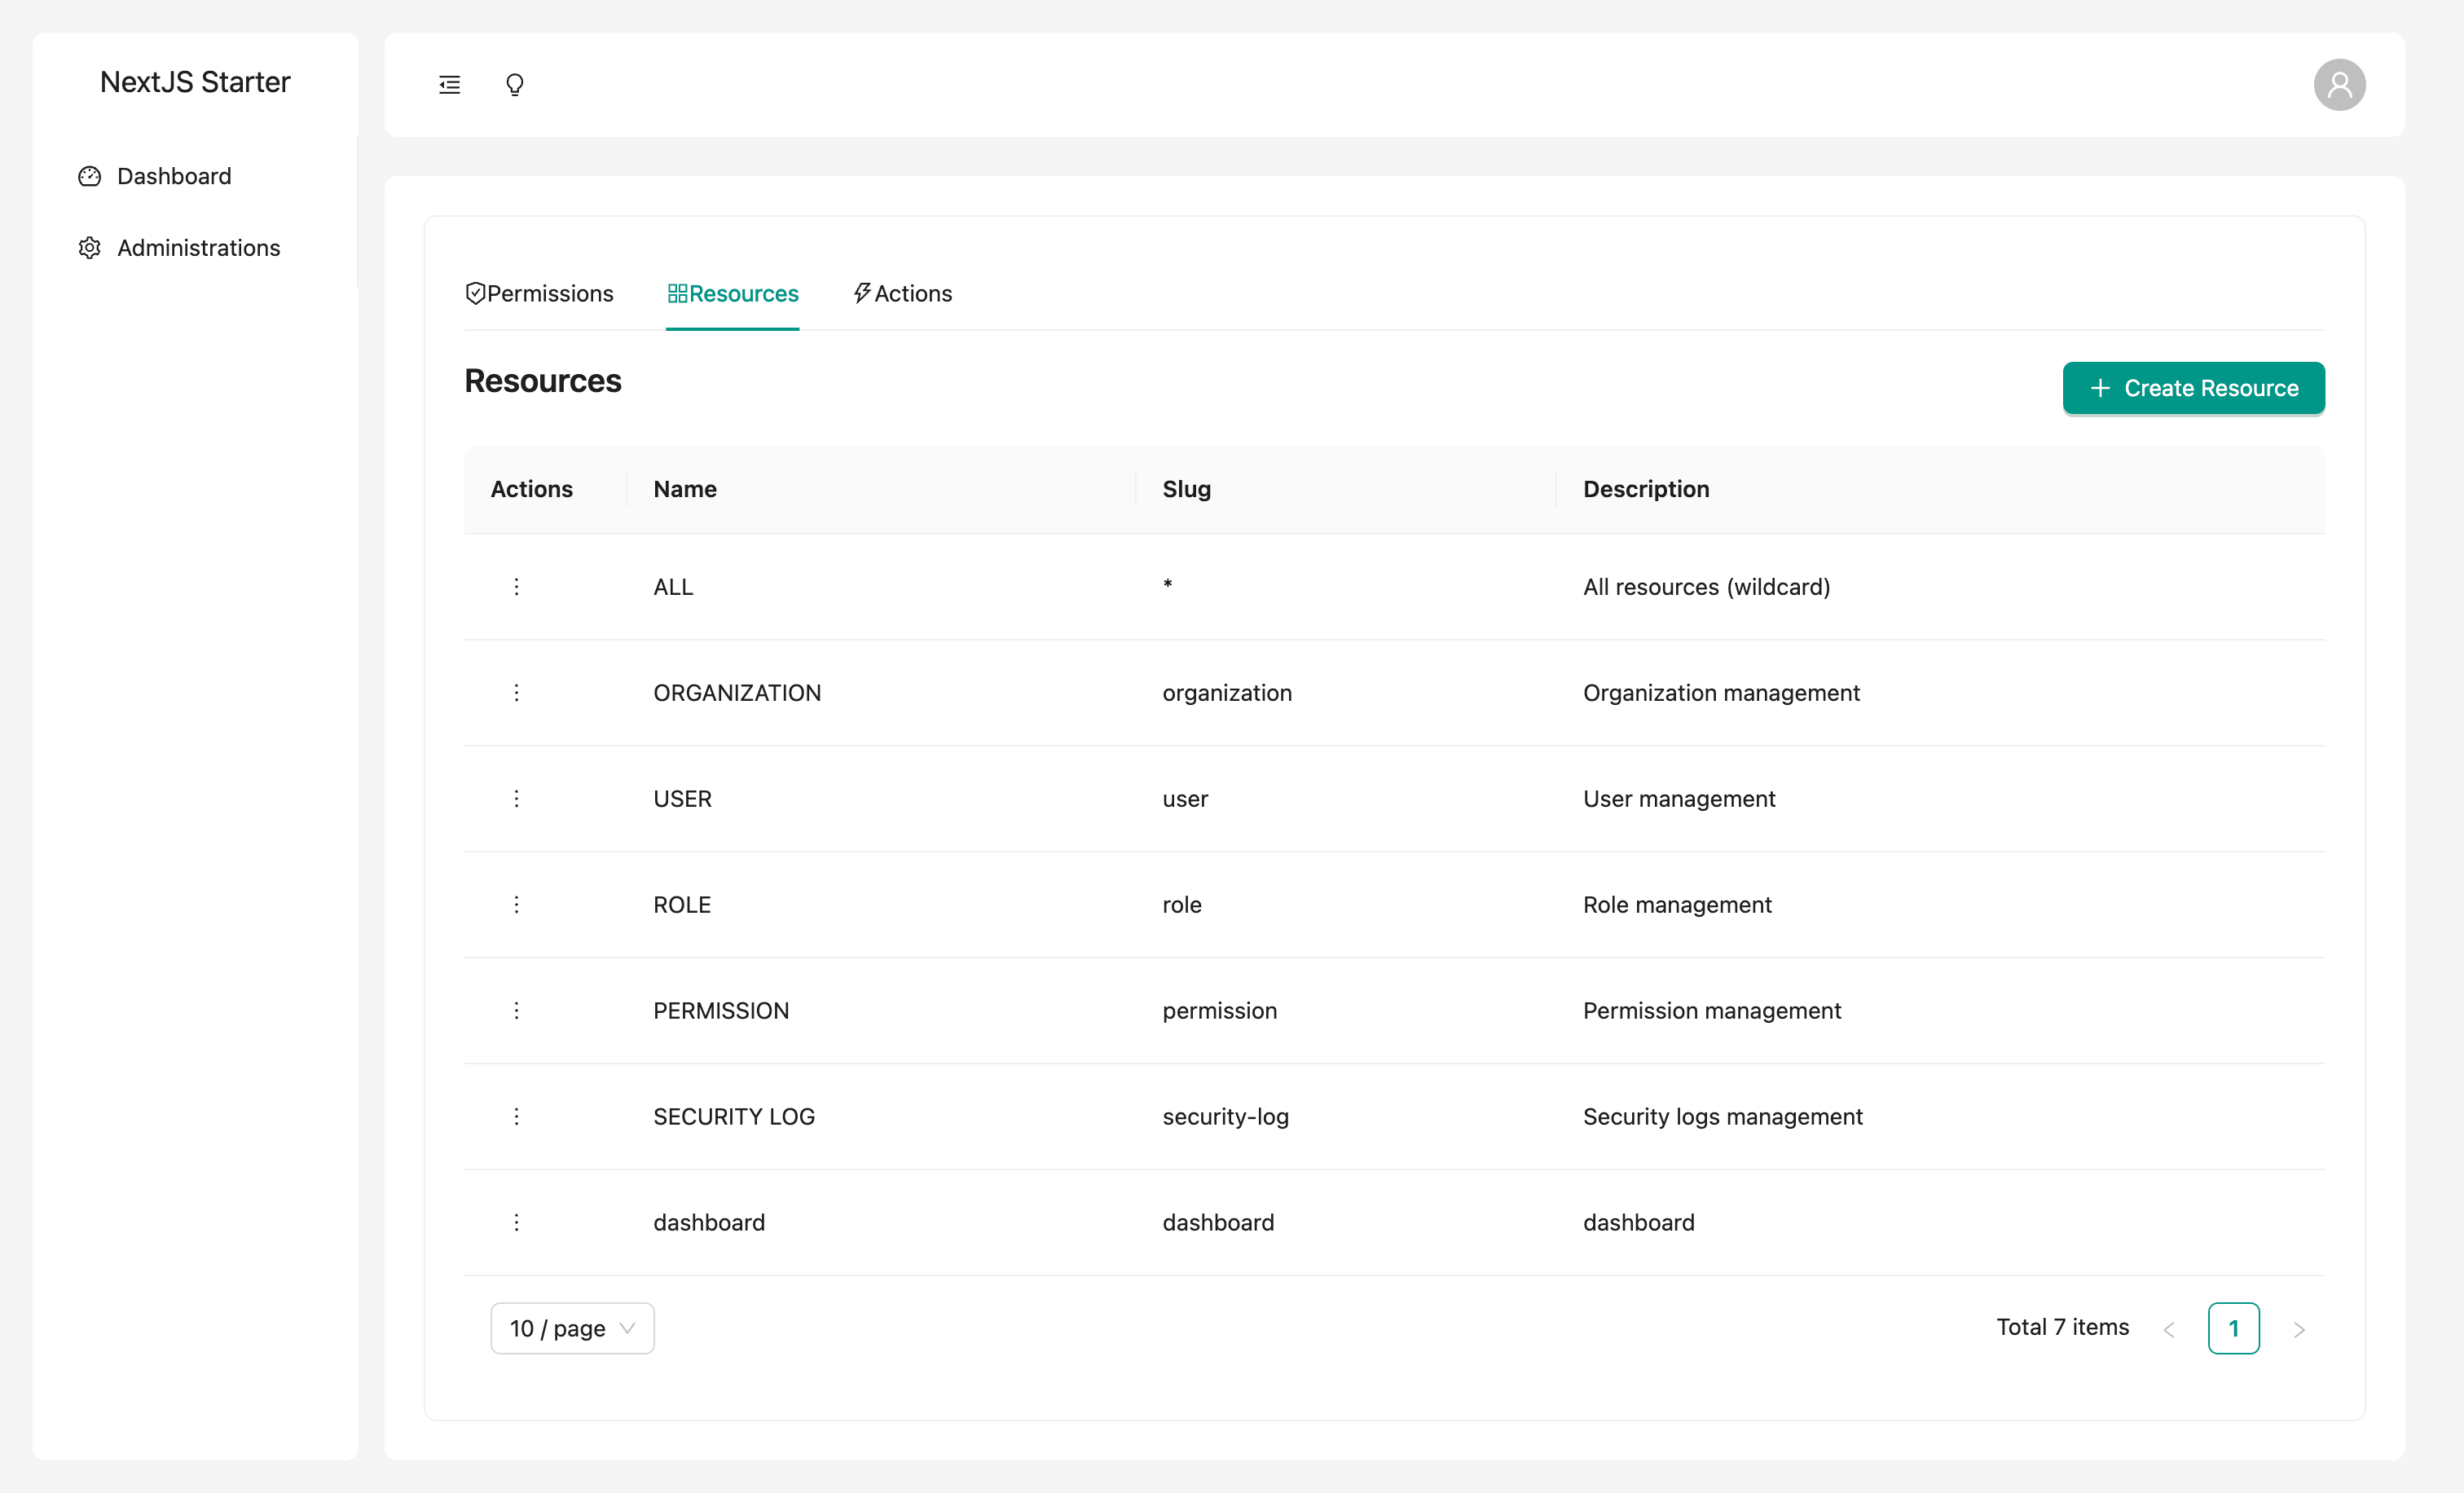 NextJS Starter
Dashboard
Administrations
Permissions Resources Actions
Resources
Create Resource
Actions Name Slug Description
ALL * All resources (wildcard)
ORGANIZATION organization Organization management
USER user User management
ROLE role Role management
PERMISSION permission Permission management
SECURITY LOG security-log Security logs management
dashboard dashboard dashboard
10 / page Total 7 items 1